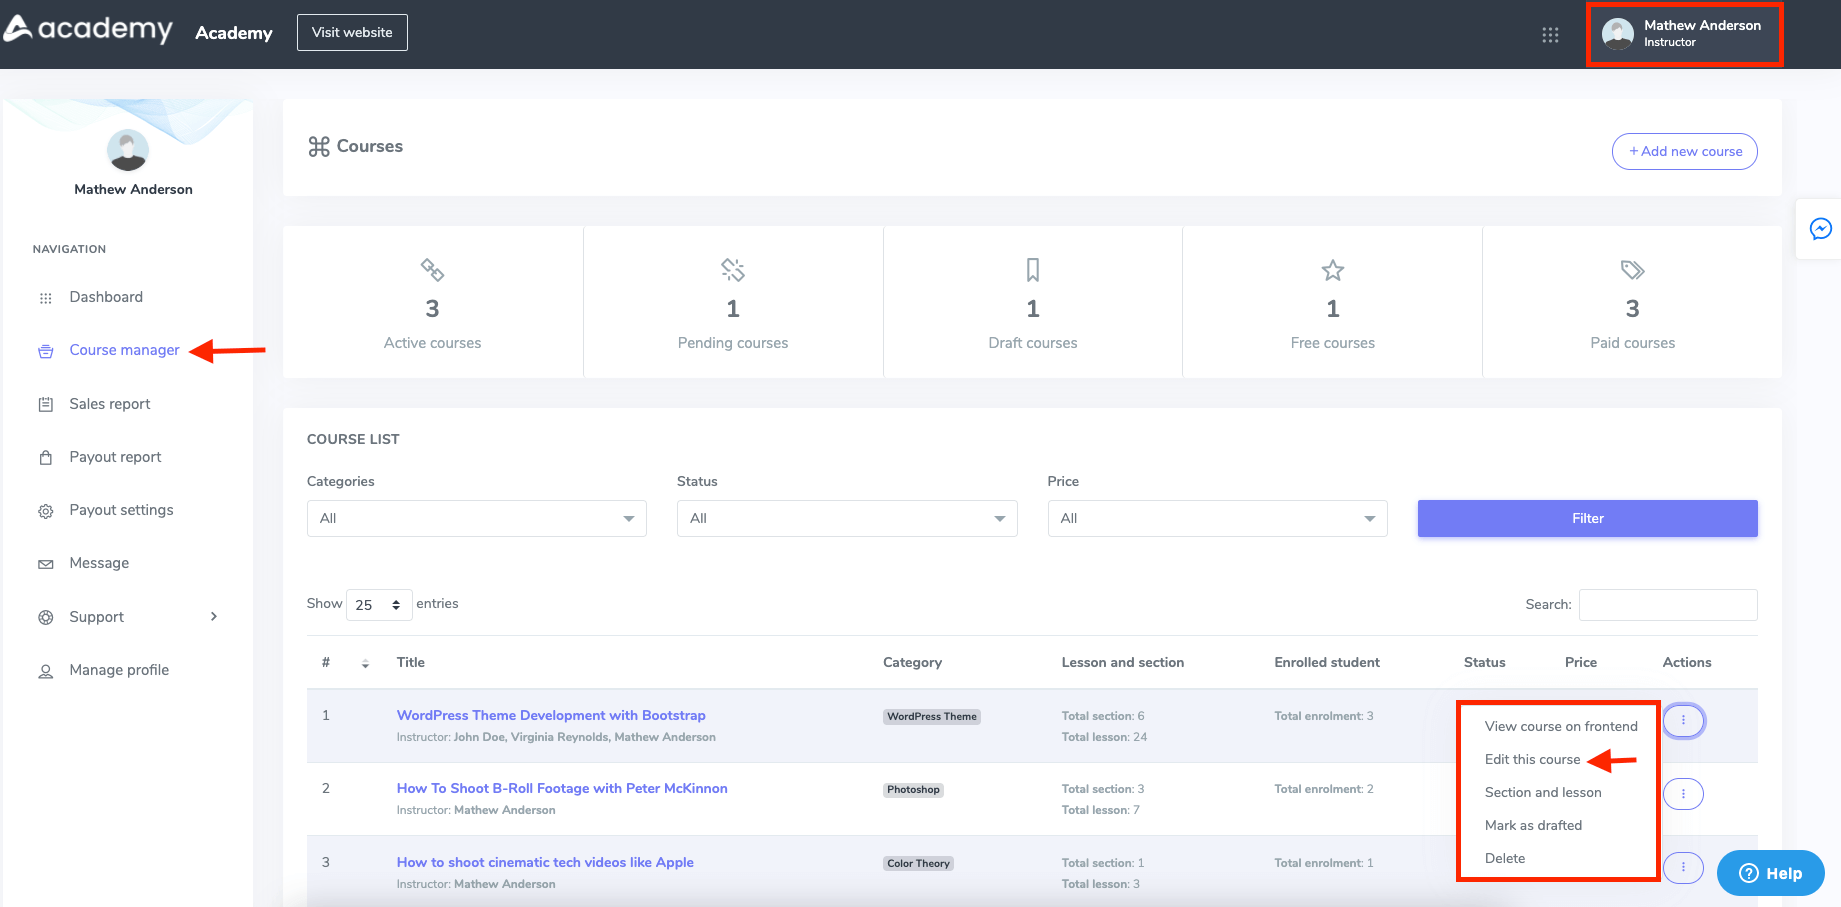 academy Academy Visit website Mathew Anderson
Instructor
Mathew Anderson
NAVIGATION
Dashboard
Course manager
Sales report
Payout report
Payout settings
Message
Support
Manage profile
Courses
+ Add new course
3 1 1 1 3
Active courses Pending courses Draft courses Free courses Paid courses
COURSE LIST
Categories Status Price
All All All Filter
Show 25 entries Search:
# Title Category Lesson and section Enrolled student Status Price Actions
1 WordPress Theme Development with Bootstrap WordPress Theme Total section: 6 Total enrolment: 3
Instructor: John Doe, Virginia Reynolds, Mathew Anderson Total lesson: 24
2 How To Shoot B-Roll Footage with Peter McKinnon Photoshop Total section: 3 Total enrolment: 2
Instructor: Mathew Anderson Total lesson: 7
3 How to shoot cinematic tech videos like Apple Color Theory Total section: 1 Total enrolment: 1
Instructor: Mathew Anderson Total lesson: 3
View course on frontend
Edit this course
Section and lesson
Mark as drafted
Delete
Help